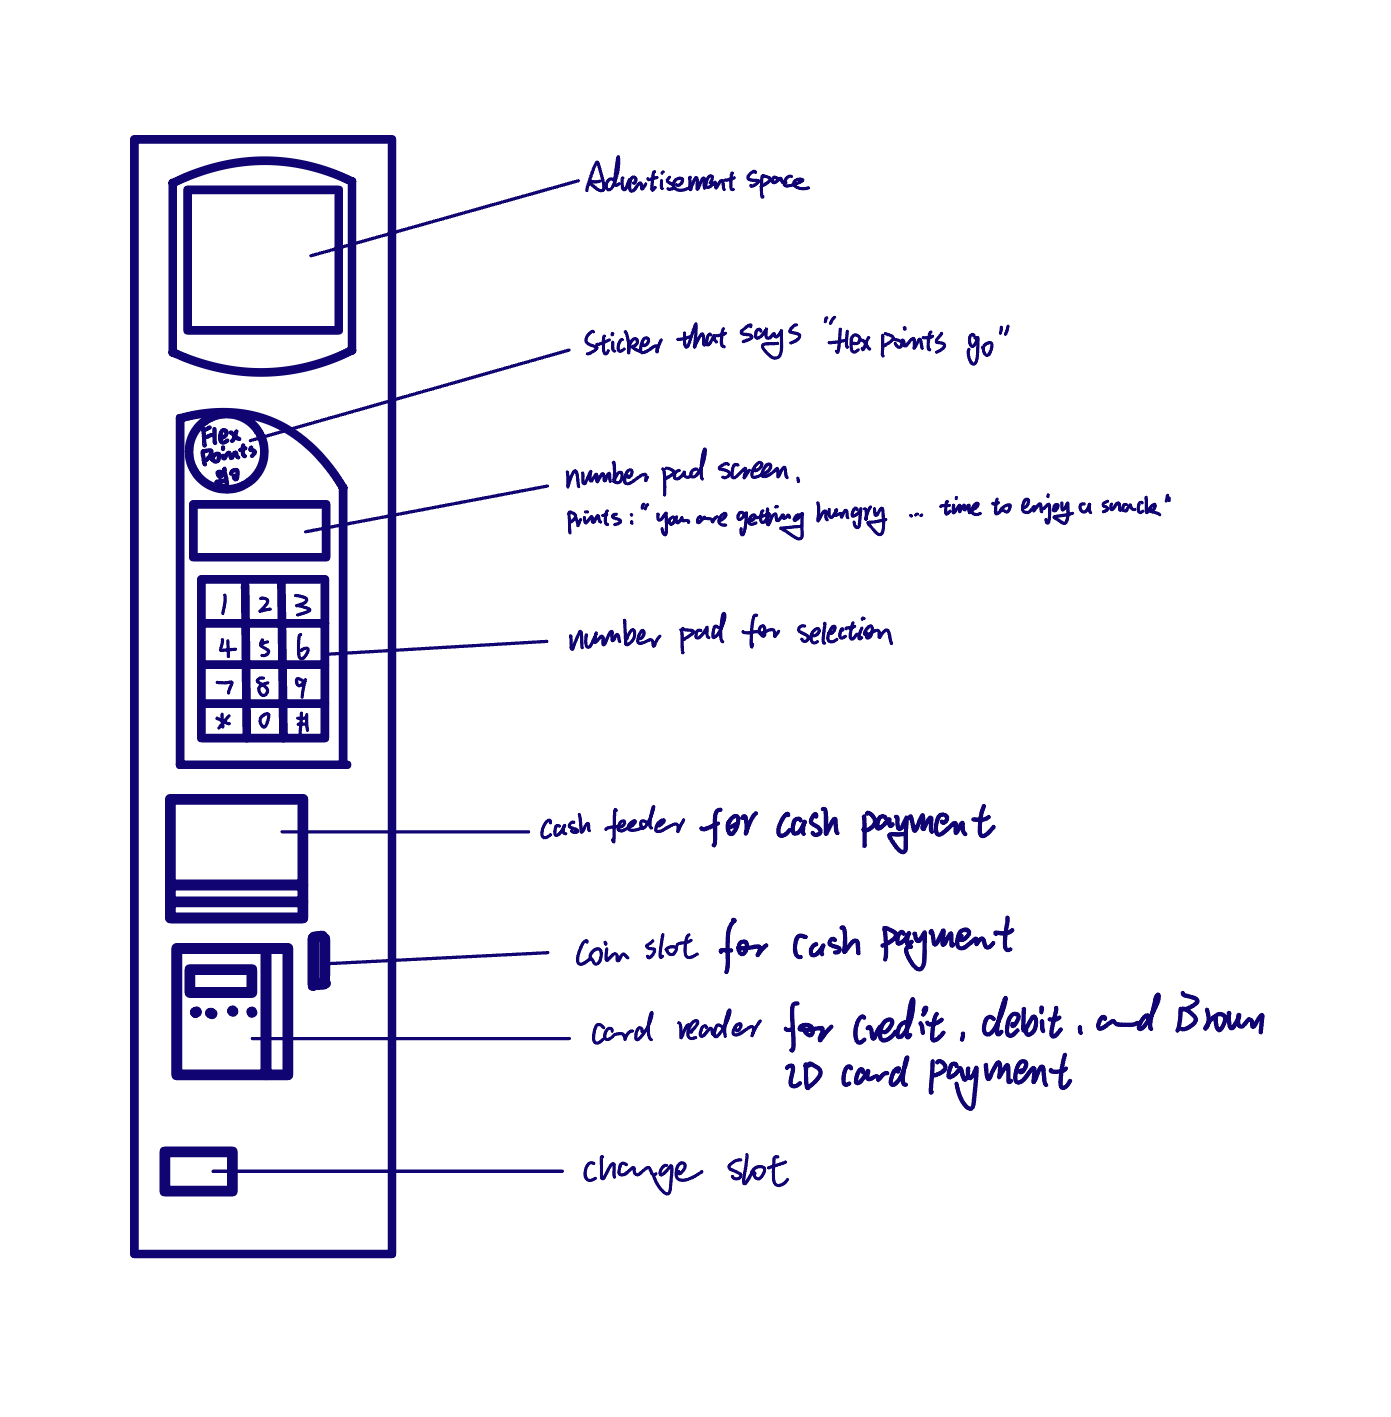 Advertisement space
Sticker that says "flex points go"
Flex
Points
go
number pad screen.
prints: "you are getting hungry ... time to enjoy a snack"
1 2 3
4 5 6
7 8 9
* 0 #
number pad for selection
cash feeder for cash payment
coin slot for cash payment
card reader for credit, debit, and Brown
ID card payment
change slot